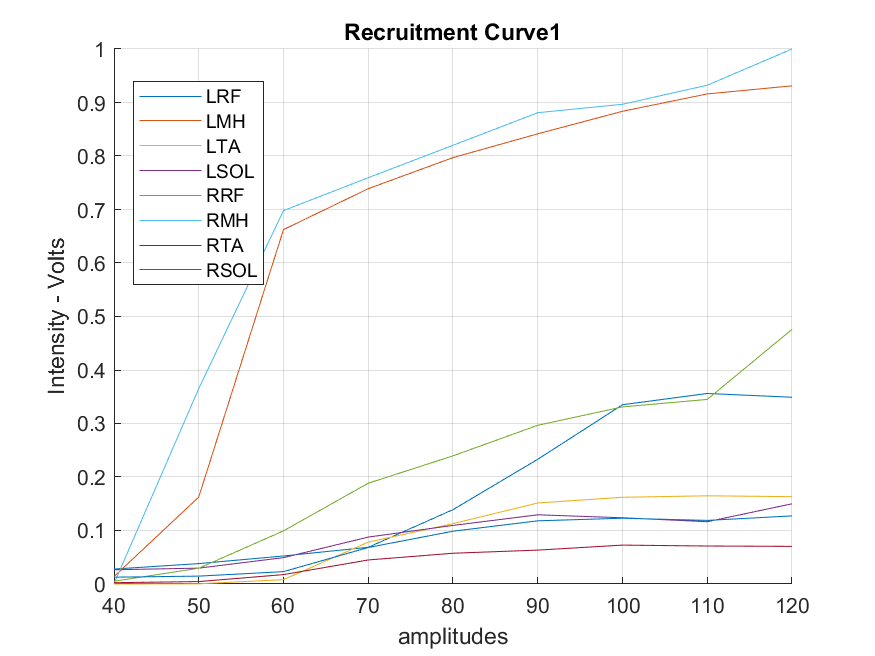 Recruitment Curve1
1
0.9
0.8
0.7
0.6
0.5
0.4
0.3
0.2
0.1
0
Intensity - Volts
LRF
LMH
LTA
LSOL
RRF
RMH
RTA
RSOL
40 50 60 70 80 90 100 110 120
amplitudes